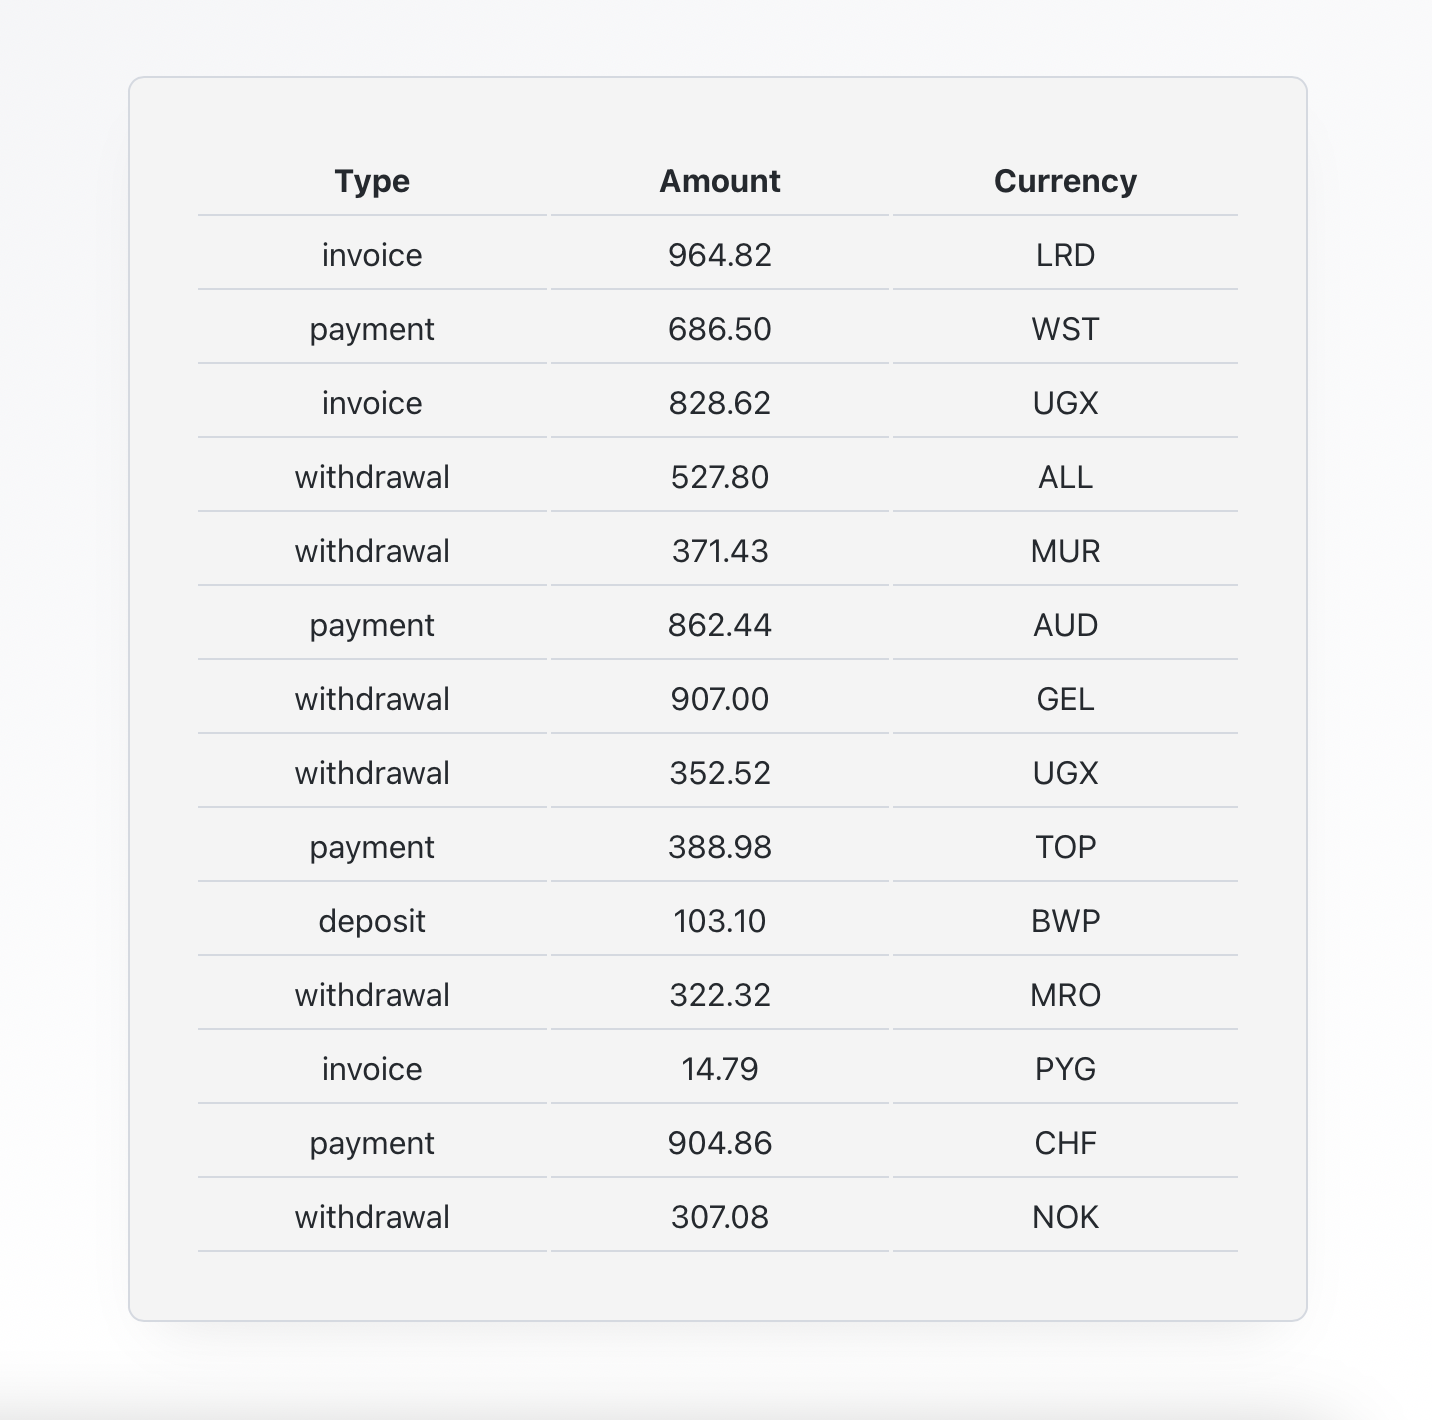 Type Amount Currency
invoice 964.82 LRD
payment 686.50 WST
invoice 828.62 UGX
withdrawal 527.80 ALL
withdrawal 371.43 MUR
payment 862.44 AUD
withdrawal 907.00 GEL
withdrawal 352.52 UGX
payment 388.98 TOP
deposit 103.10 BWP
withdrawal 322.32 MRO
invoice 14.79 PYG
payment 904.86 CHF
withdrawal 307.08 NOK